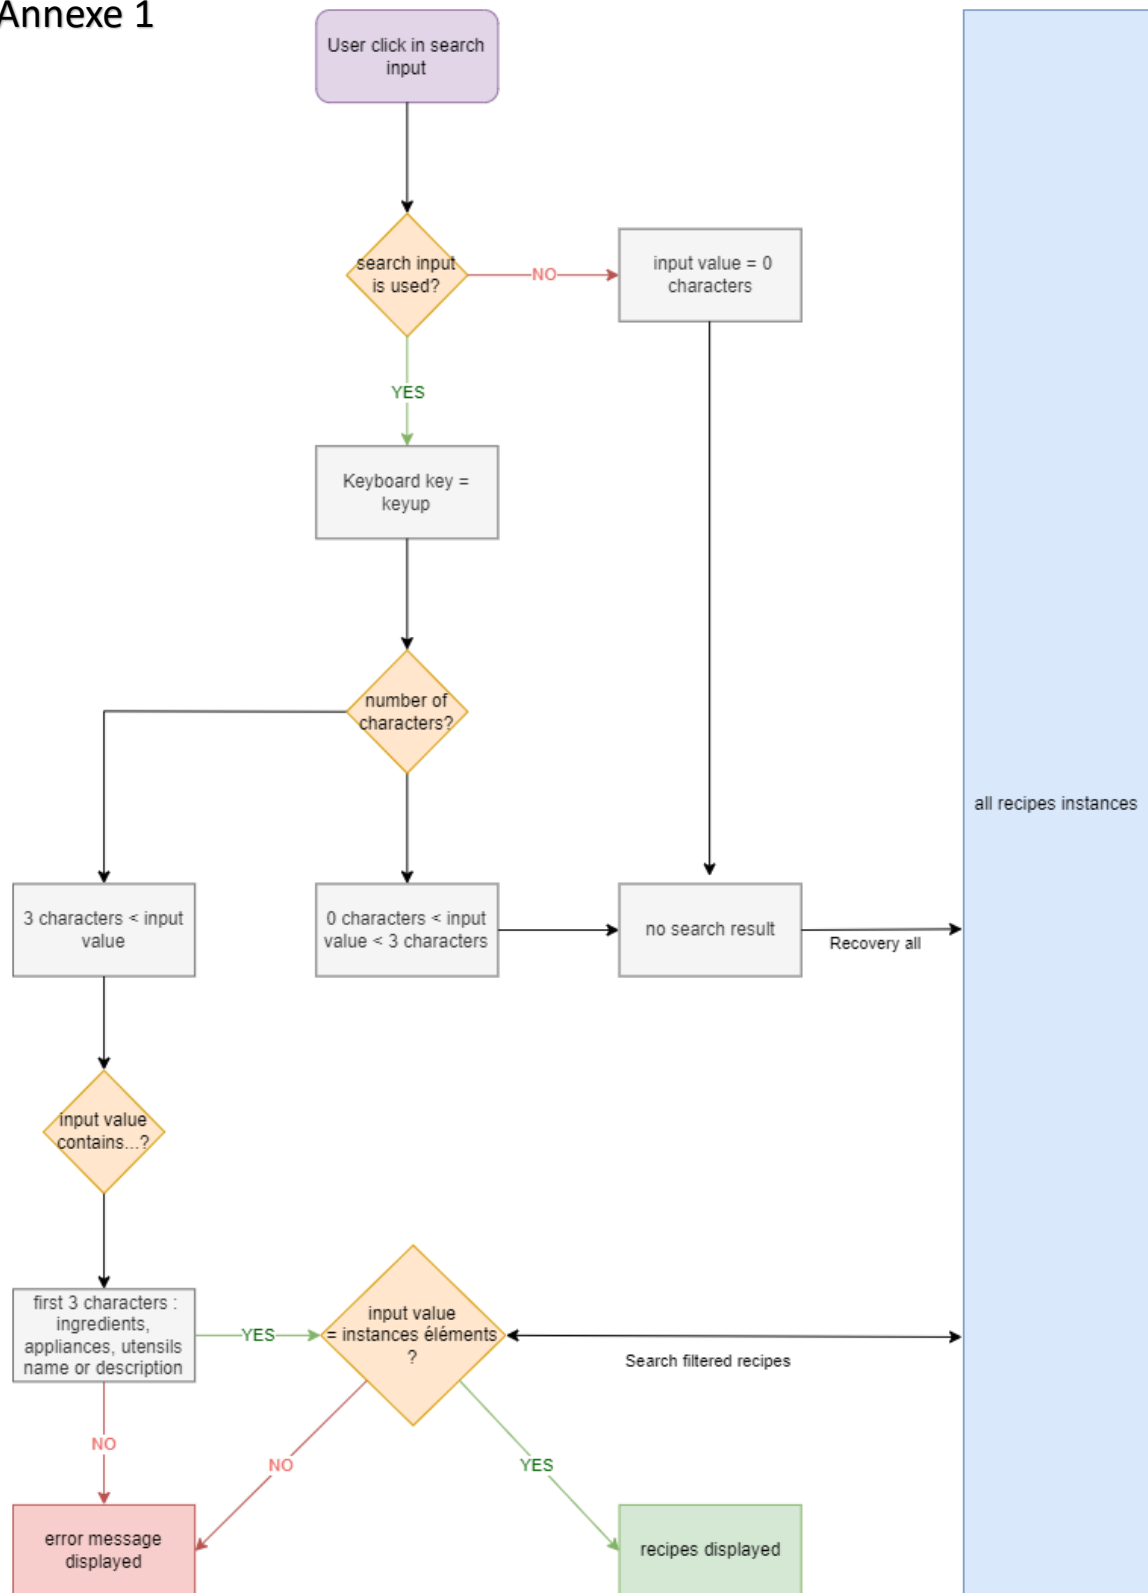 Annexe 1
User click in search
input
search input
is used?
NO
input value = 0
characters
YES
Keyboard key =
keyup
number of
characters?
all recipes instances
3 characters < input
value
0 characters < input
value < 3 characters
no search result
Recovery all
input value
contains...?
first 3 characters :
ingredients,
appliances, utensils
name or description
YES
input value
= instances éléments
?
Search filtered recipes
NO
NO
YES
error message
displayed
recipes displayed